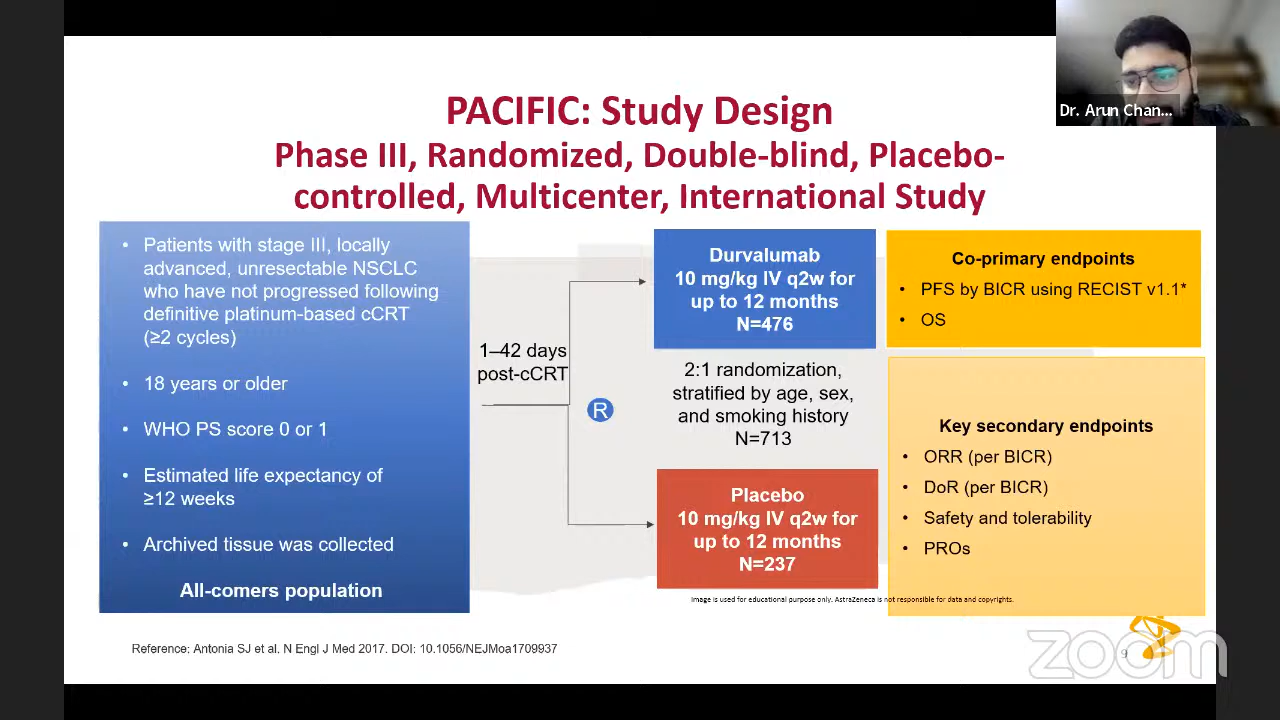 Dr. Arun Chan...
PACIFIC: Study Design
Phase III, Randomized, Double-blind, Placebo-
controlled, Multicenter, International Study
• Patients with stage III, locally
advanced, unresectable NSCLC
who have not progressed following
definitive platinum-based cCRT
(≥2 cycles)
• 18 years or older
• WHO PS score 0 or 1
• Estimated life expectancy of
≥12 weeks
• Archived tissue was collected
All-comers population
1–42 days
post-cCRT
R
Durvalumab
10 mg/kg IV q2w for
up to 12 months
N=476
2:1 randomization,
stratified by age, sex,
and smoking history
N=713
Placebo
10 mg/kg IV q2w for
up to 12 months
N=237
Co-primary endpoints
• PFS by BICR using RECIST v1.1*
• OS
Key secondary endpoints
• ORR (per BICR)
• DoR (per BICR)
• Safety and tolerability
• PROs
Image is used for educational purpose only. AstraZeneca is not responsible for data and copyrights.
Reference: Antonia SJ et al. N Engl J Med 2017. DOI: 10.1056/NEJMoa1709937
9
zoom